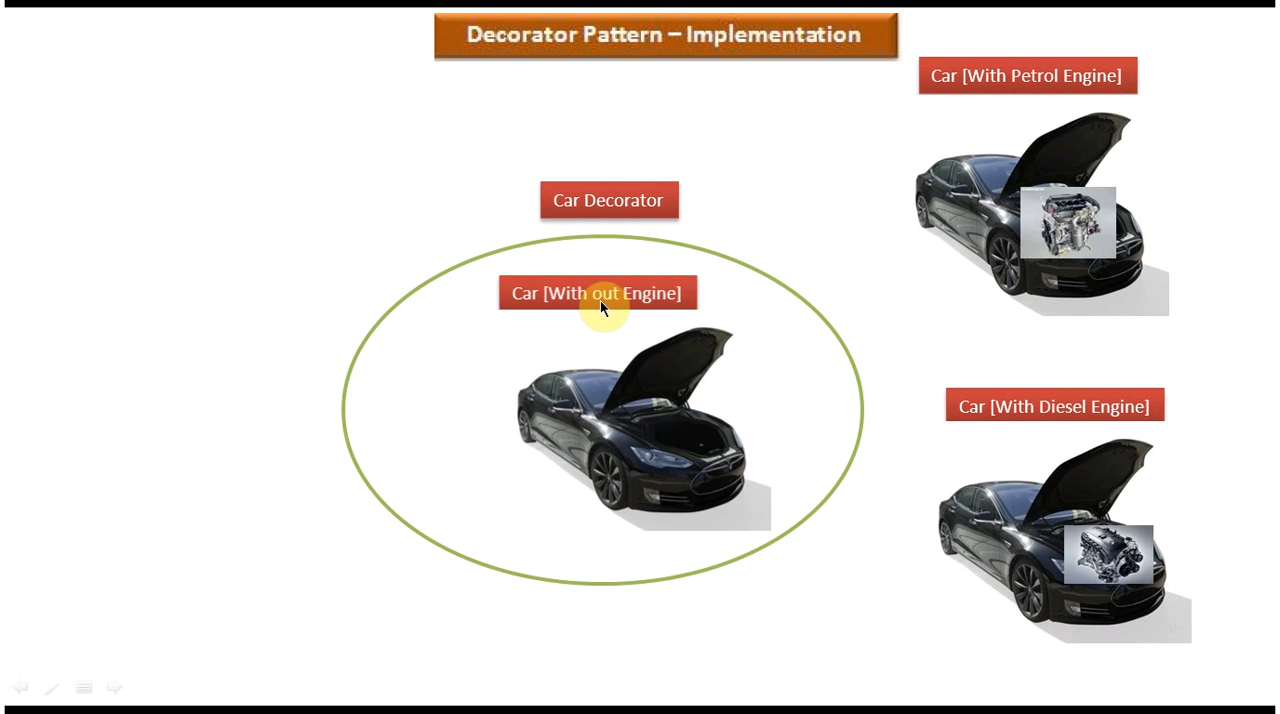 Decorator Pattern – Implementation
Car [With Petrol Engine]
Car Decorator
Car [With out Engine]
Car [With Diesel Engine]